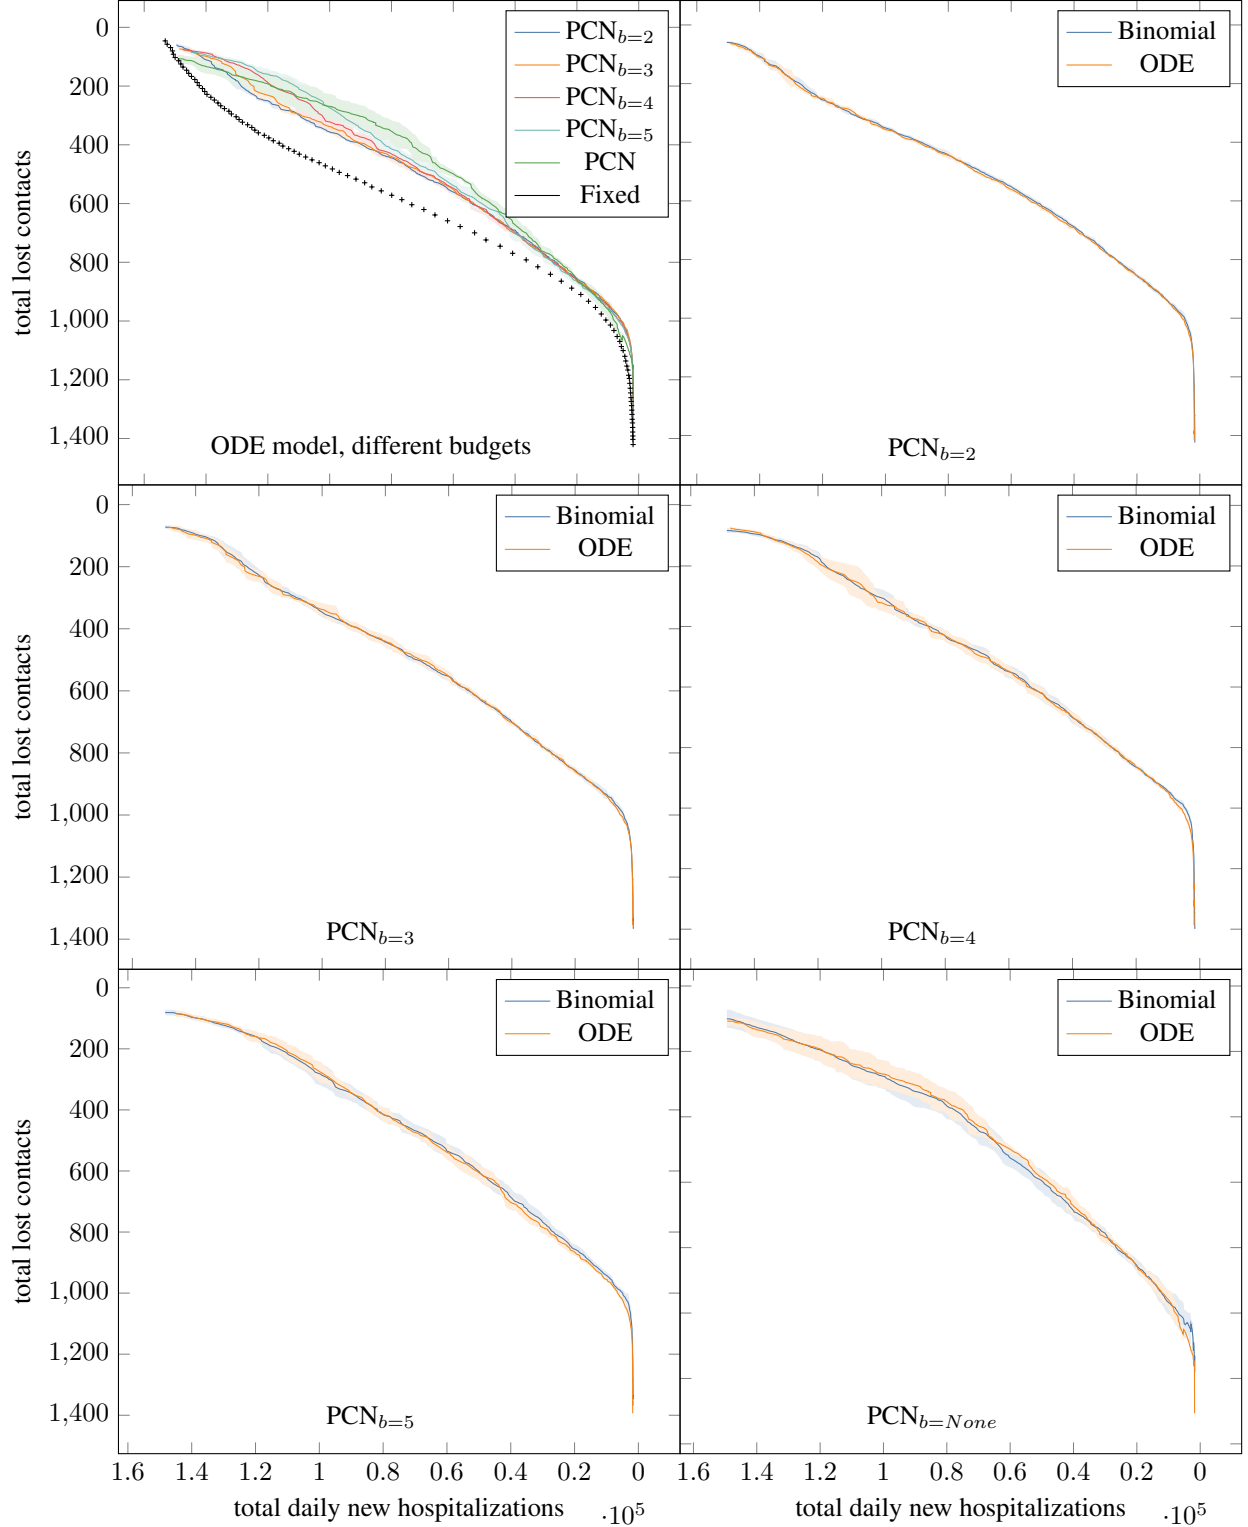 0
200
400
600
800
1,000
1,200
1,400
total lost contacts
PCN_{b=2}
PCN_{b=3}
PCN_{b=4}
PCN_{b=5}
PCN
Fixed
ODE model, different budgets
Binomial
ODE
PCN_{b=2}
0
200
400
600
800
1,000
1,200
1,400
total lost contacts
Binomial
ODE
PCN_{b=3}
Binomial
ODE
PCN_{b=4}
0
200
400
600
800
1,000
1,200
1,400
total lost contacts
Binomial
ODE
PCN_{b=5}
1.6 1.4 1.2 1 0.8 0.6 0.4 0.2 0
total daily new hospitalizations ·10^5
Binomial
ODE
PCN_{b=None}
1.6 1.4 1.2 1 0.8 0.6 0.4 0.2 0
total daily new hospitalizations ·10^5